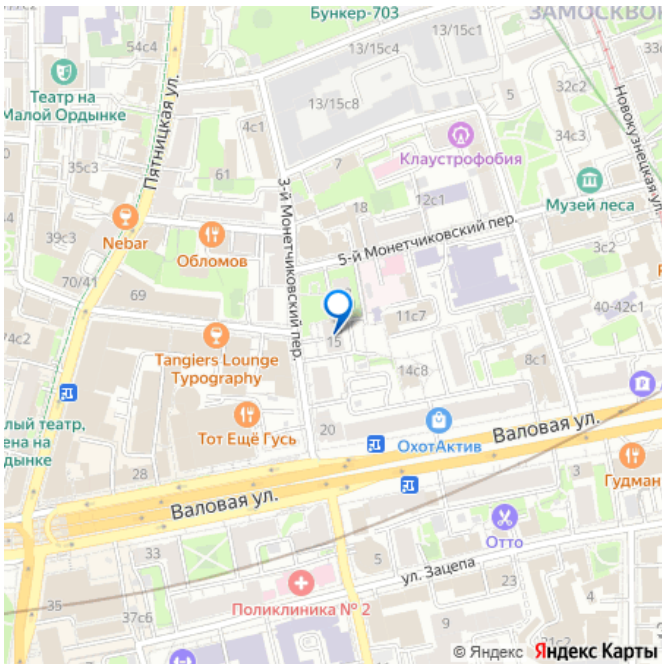 Бункер-703
ЗАМОСКВОР
54с4
13/15с4
13/15с1
Театр на
Малой Ордынке
Пятницкая ул.
13/15с8
5
32с2
33с
4с1
34с3
Новокузнецкая ул.
Клаустрофобия
35с3
61
7
3-й Монетчиковский пер.
12с1
Музей леса
18
39с3
Nebar
Обломов
5-й Монетчиковский пер.
3с2
70/41
69
11с7
40-42с1
74с2
15
Tangiers Lounge
Typography
14с8
8с1
лый театр,
ена на
дынке
Тот Ещё Гусь
20
ОхотАктив
Валовая ул.
28
3
Гудман
Валовая ул.
Отто
33
5
ул. Зацепа
35
Поликлиника № 2
23
4
37с6
21с2
9
© Яндекс Яндекс Карты